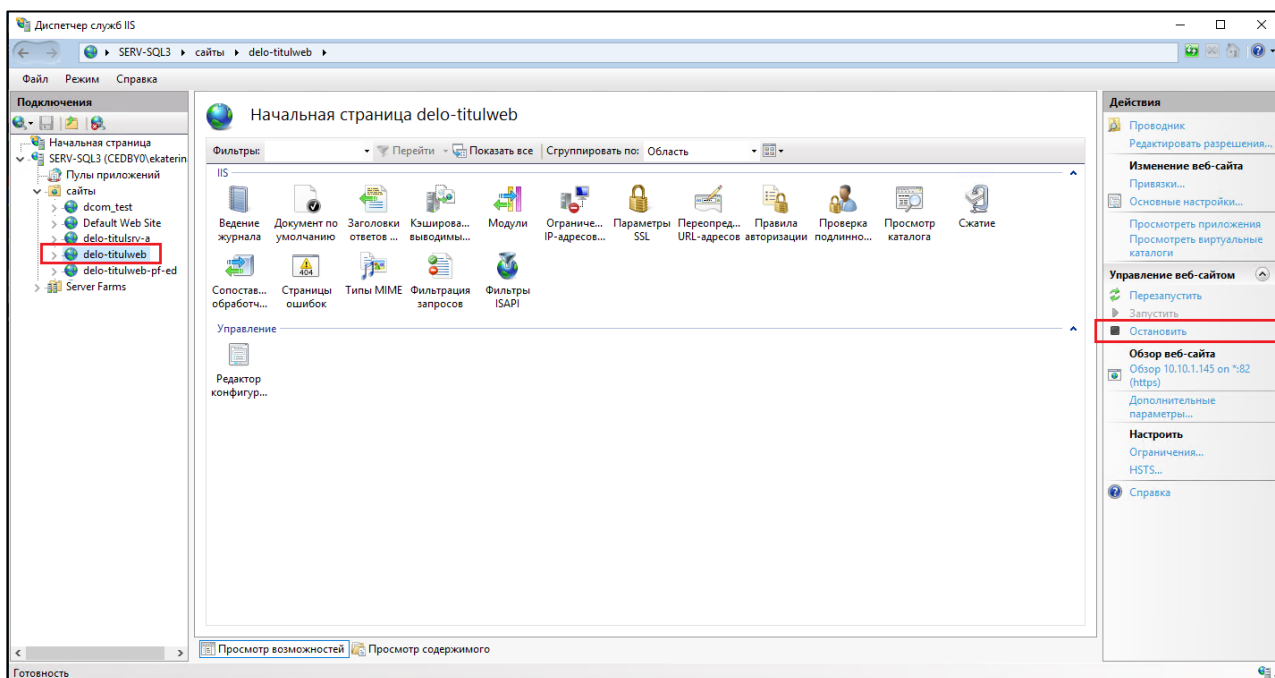 Диспетчер служб IIS
SERV-SQL3 сайты delo-titulweb
Файл Режим Справка
Подключения
Начальная страница
SERV-SQL3 (CEDBY0\ekaterin
Пулы приложений
сайты
dcom_test
Default Web Site
delo-titulsrv-a
delo-titulweb
delo-titulweb-pf-ed
Server Farms
Начальная страница delo-titulweb
Фильтры: Перейти Показать все Сгруппировать по: Область
IIS
Ведение журнала
Документ по умолчанию
Заголовки ответов ...
Кэширова... выводимы...
Модули
Ограниче... IP-адресов...
Параметры SSL
Переопред... URL-адресов
Правила авторизации
Проверка подлинно...
Просмотр каталога
Сжатие
Сопостав... обработч...
404
Страницы ошибок
Типы MIME
Фильтрация запросов
Фильтры ISAPI
Управление
Редактор конфигур...
Просмотр возможностей Просмотр содержимого
Действия
Проводник
Редактировать разрешения...
Изменение веб-сайта
Привязки...
Основные настройки...
Просмотреть приложения
Просмотреть виртуальные
каталоги
Управление веб-сайтом
Перезапустить
Запустить
Остановить
Обзор веб-сайта
Обзор 10.10.1.145 on *:82
(https)
Дополнительные
параметры...
Настроить
Ограничения...
HSTS...
Справка
Готовность